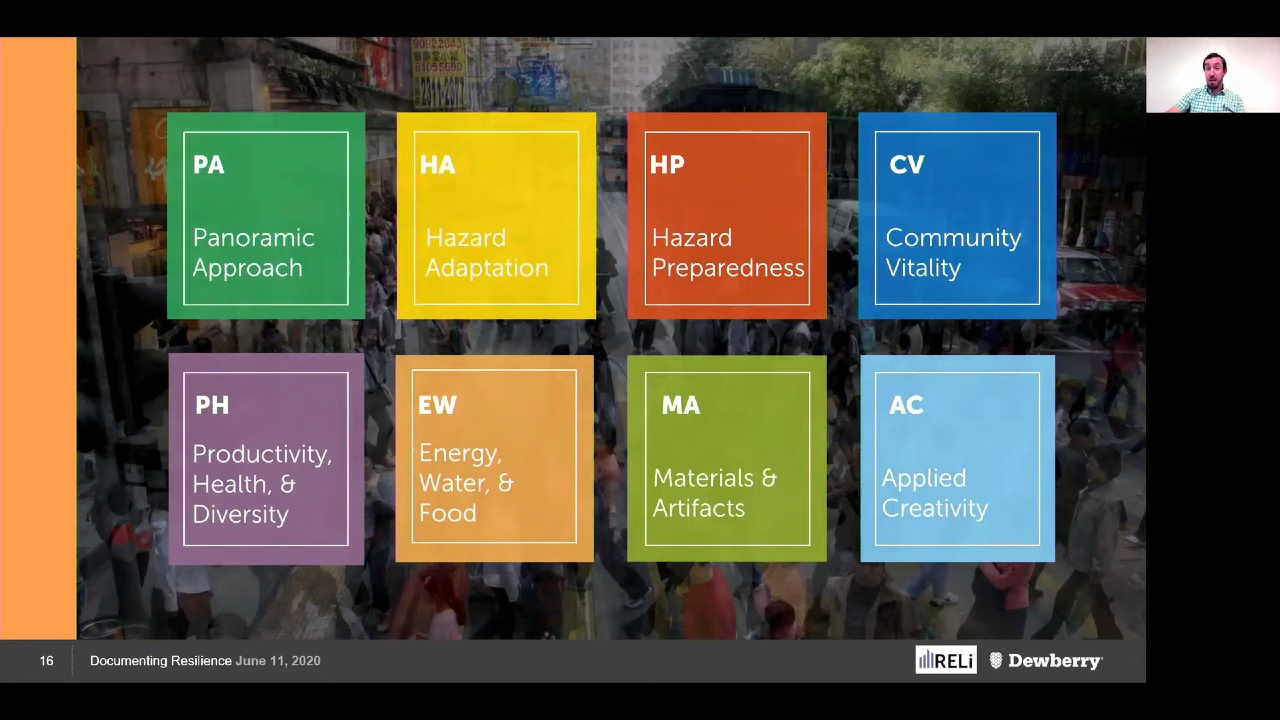 PA
Panoramic
Approach
HA
Hazard
Adaptation
HP
Hazard
Preparedness
CV
Community
Vitality
PH
Productivity,
Health, &
Diversity
EW
Energy,
Water, &
Food
MA
Materials &
Artifacts
AC
Applied
Creativity
16
Documenting Resilience June 11, 2020
RELi
Dewberry